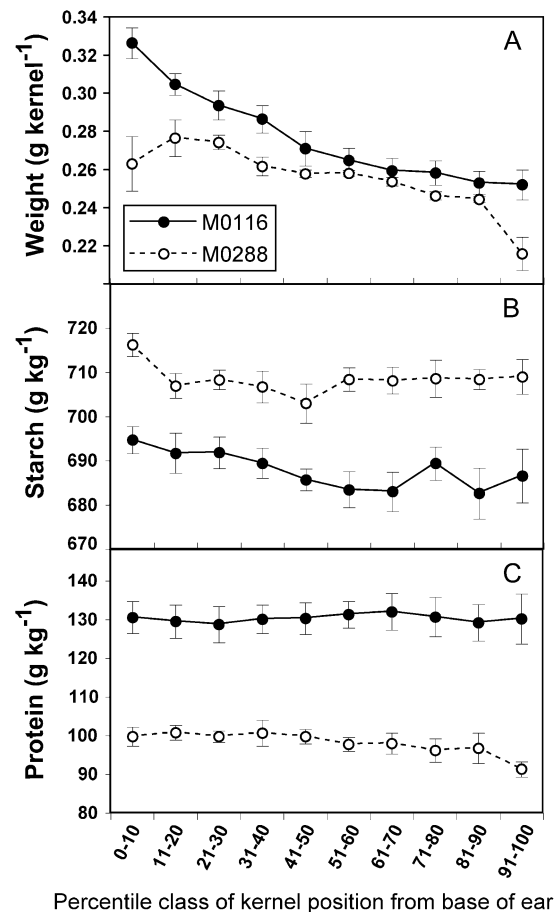 A
0.34
0.32
0.30
0.28
0.26
0.24
0.22
Weight (g kernel⁻¹)
M0116
M0288
B
720
710
700
690
680
670
Starch (g kg⁻¹)
C
140
130
120
110
100
90
80
Protein (g kg⁻¹)
0-10 11-20 21-30 31-40 41-50 51-60 61-70 71-80 81-90 91-100
Percentile class of kernel position from base of ear